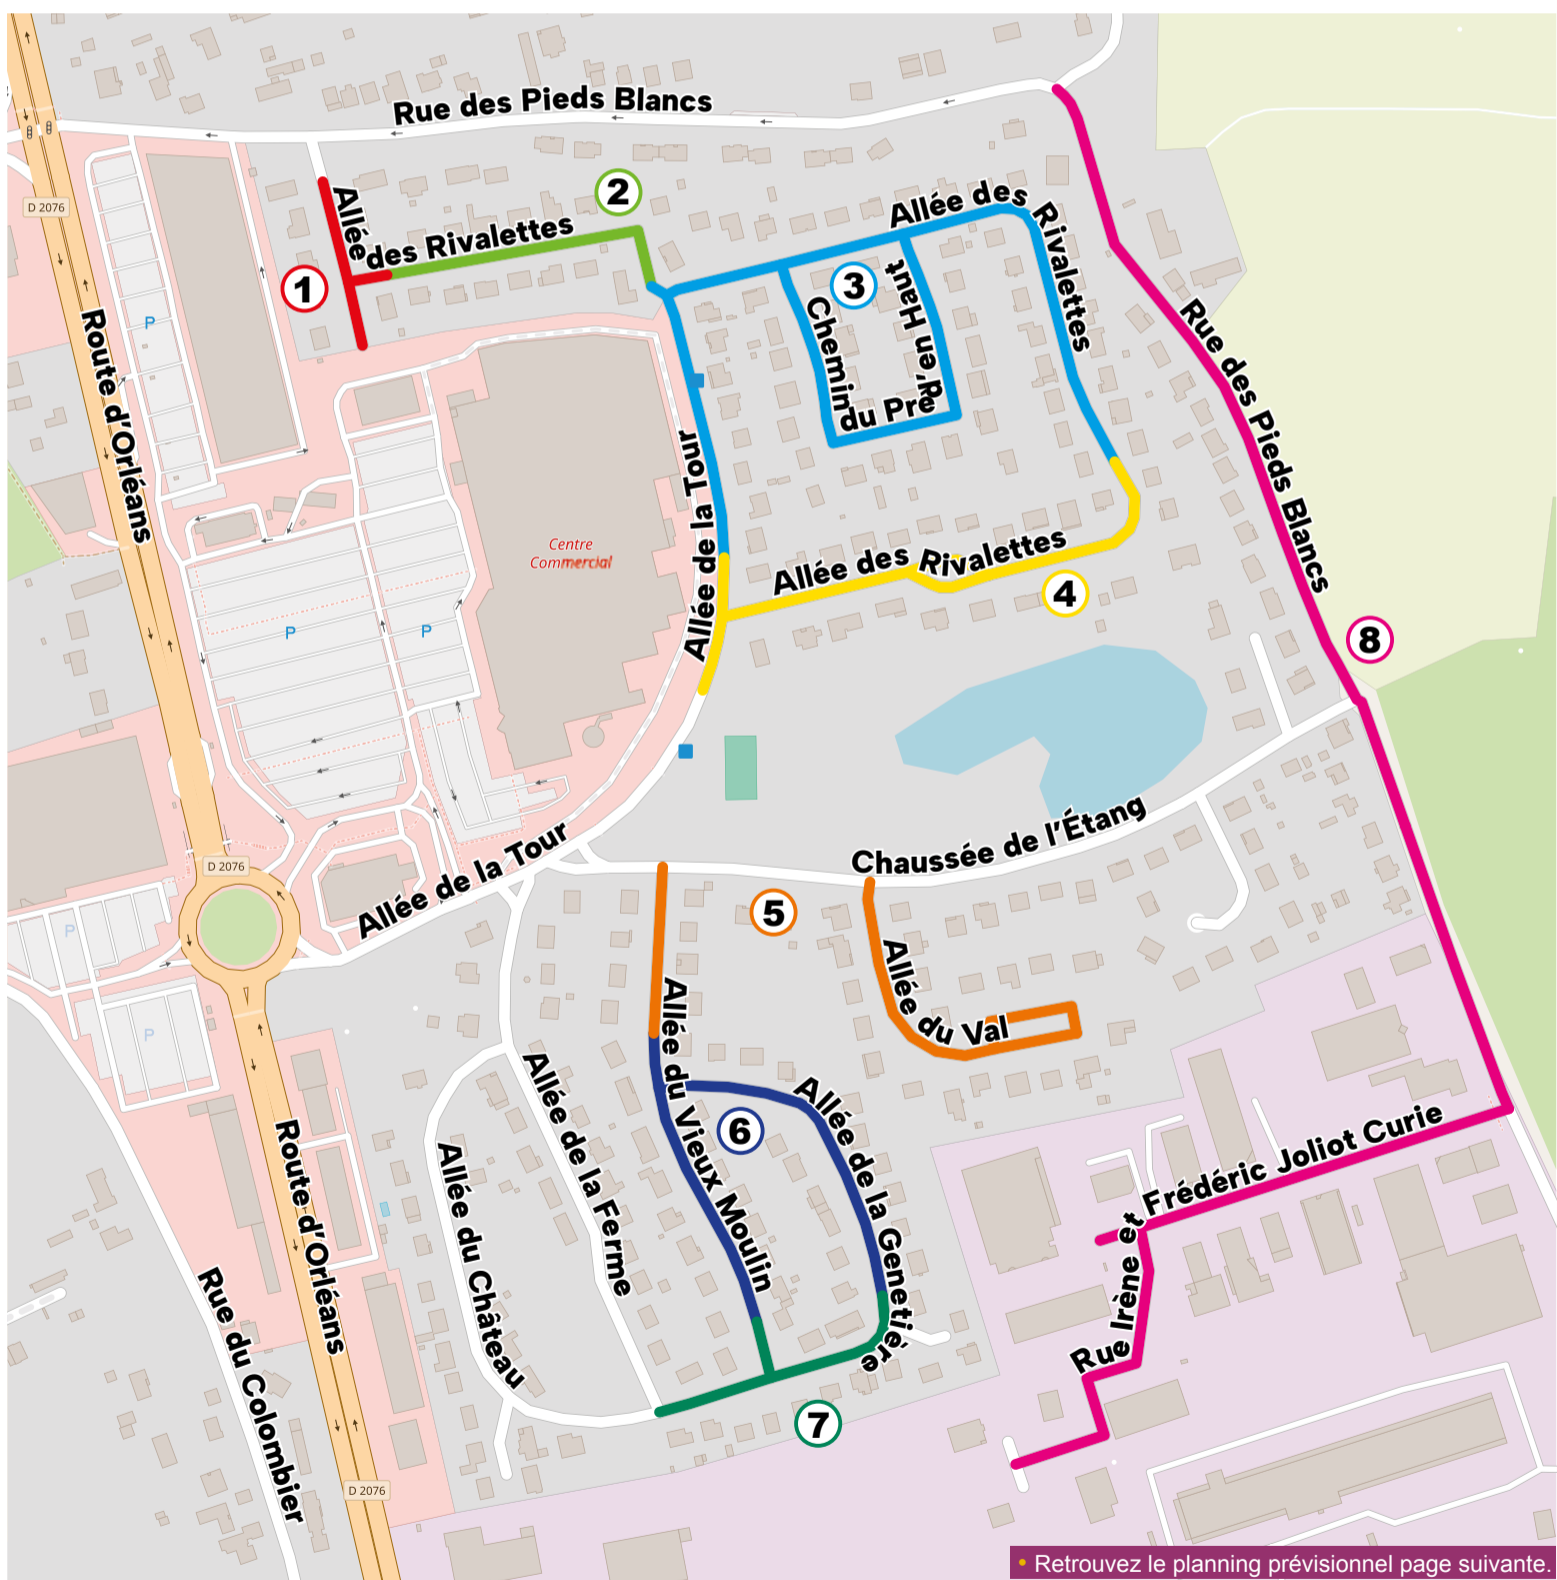 Rue des Pieds Blancs
D 2076
2
Allée
des Rivalettes
1
Allée des
Rivalettes
3
Chemin
du Pré
d'en Haut
P
Route d'Orléans
Rue des Pieds Blancs
Allée de la Tour
Centre
Commercial
Allée des Rivalettes
4
P
P
8
Chaussée de l'Étang
Allée de la Tour
D 2076
5
P
Allée du Val
P
Allée du Vieux Moulin
6
Allée de la Genetière
Allée de la Ferme
Allée du Château
Route d'Orléans
Rue du Colombier
Rue Irène et
Frédéric Joliot Curie
7
D 2076
• Retrouvez le planning prévisionnel page suivante.